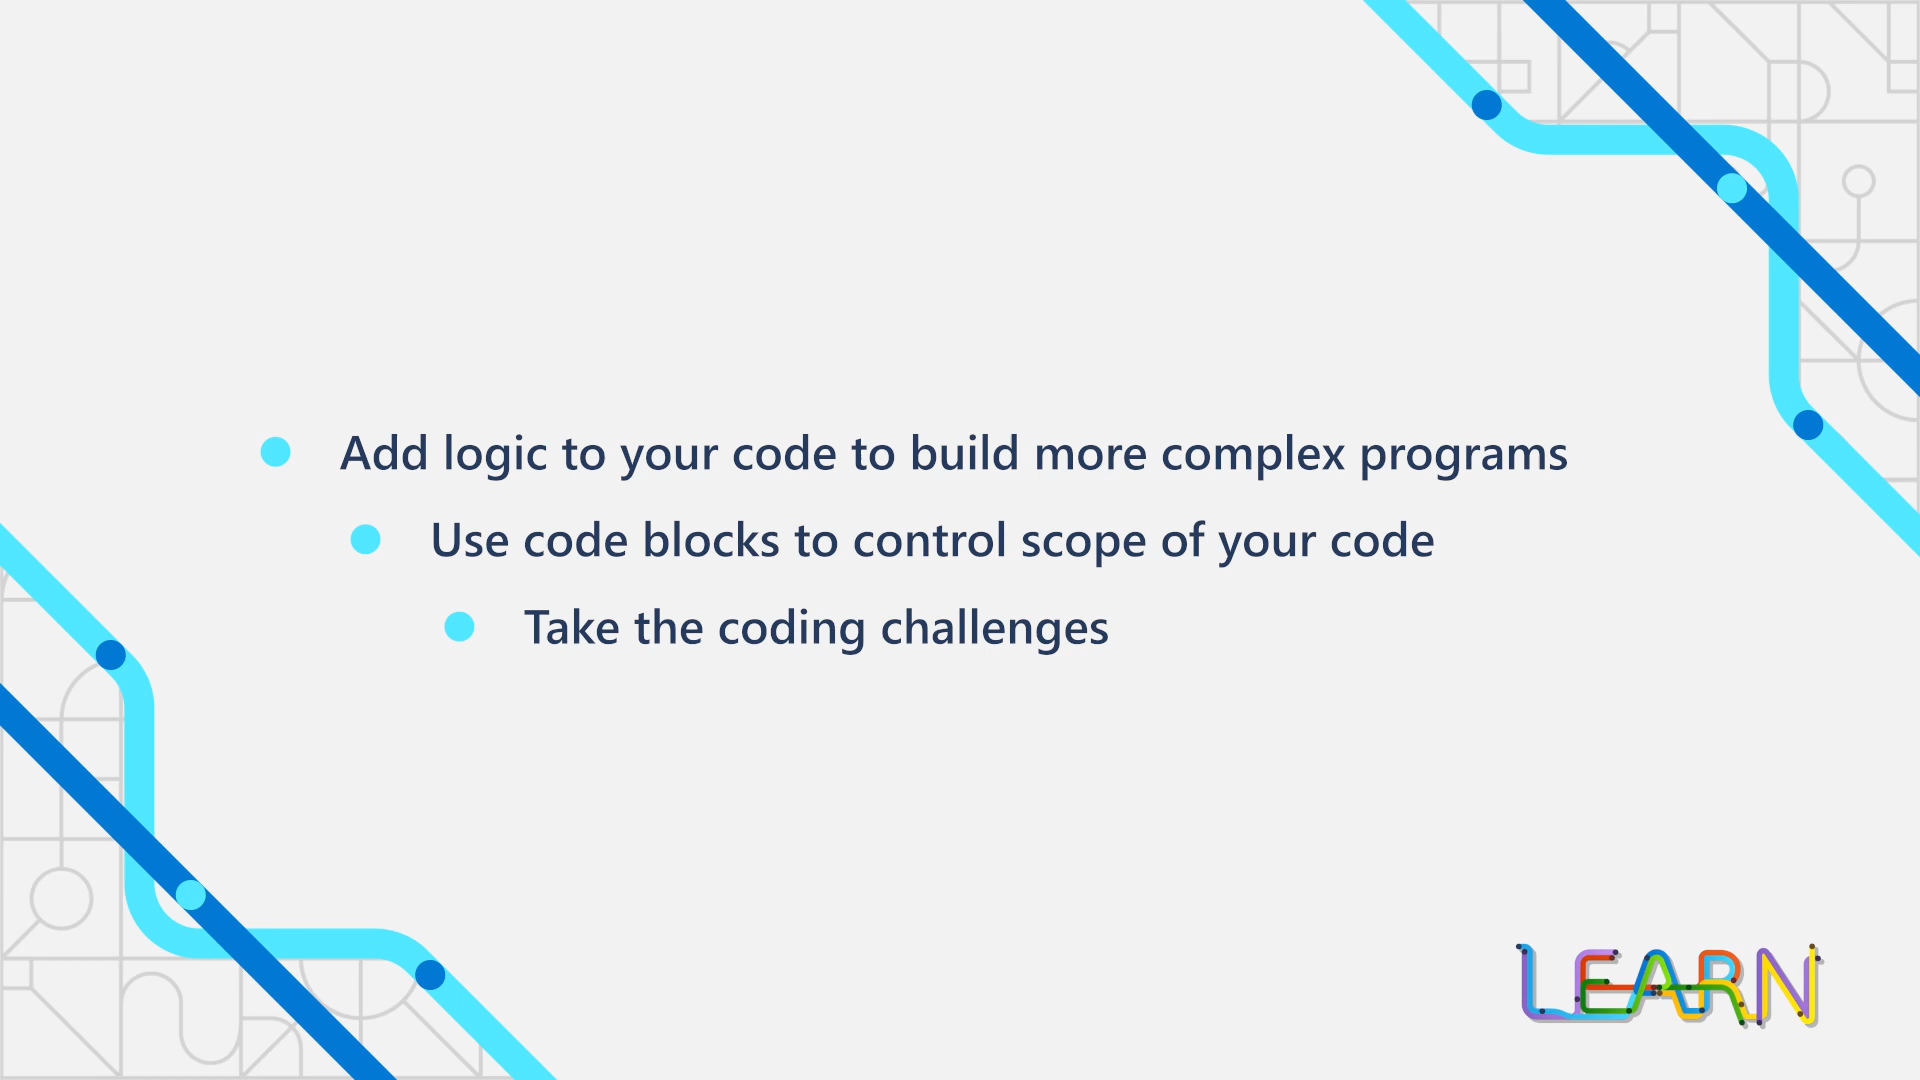 Add logic to your code to build more complex programs
Use code blocks to control scope of your code
Take the coding challenges
LEARN